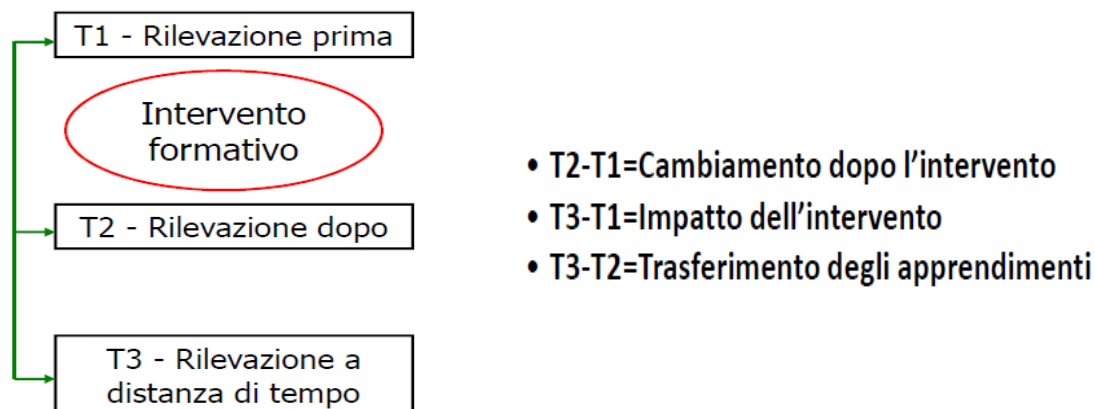 T1 - Rilevazione prima
Intervento
formativo
T2 - Rilevazione dopo
T3 - Rilevazione a
distanza di tempo
• T2-T1=Cambiamento dopo l’intervento
• T3-T1=Impatto dell’intervento
• T3-T2=Trasferimento degli apprendimenti